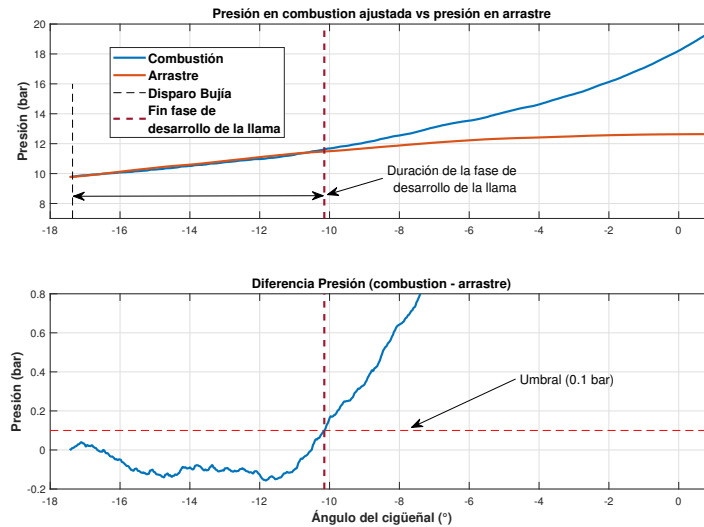 Presión en combustion ajustada vs presión en arrastre
Presión (bar)
20
18
16
14
12
10
8
Combustión
Arrastre
Disparo Bujía
Fin fase de
desarrollo de la llama
Duración de la fase de
desarrollo de la llama
-18 -16 -14 -12 -10 -8 -6 -4 -2 0
Diferencia Presión (combustion - arrastre)
Presión (bar)
0.8
0.6
0.4
0.2
0
-0.2
Umbral (0.1 bar)
-18 -16 -14 -12 -10 -8 -6 -4 -2 0
Ángulo del cigüeñal (°)